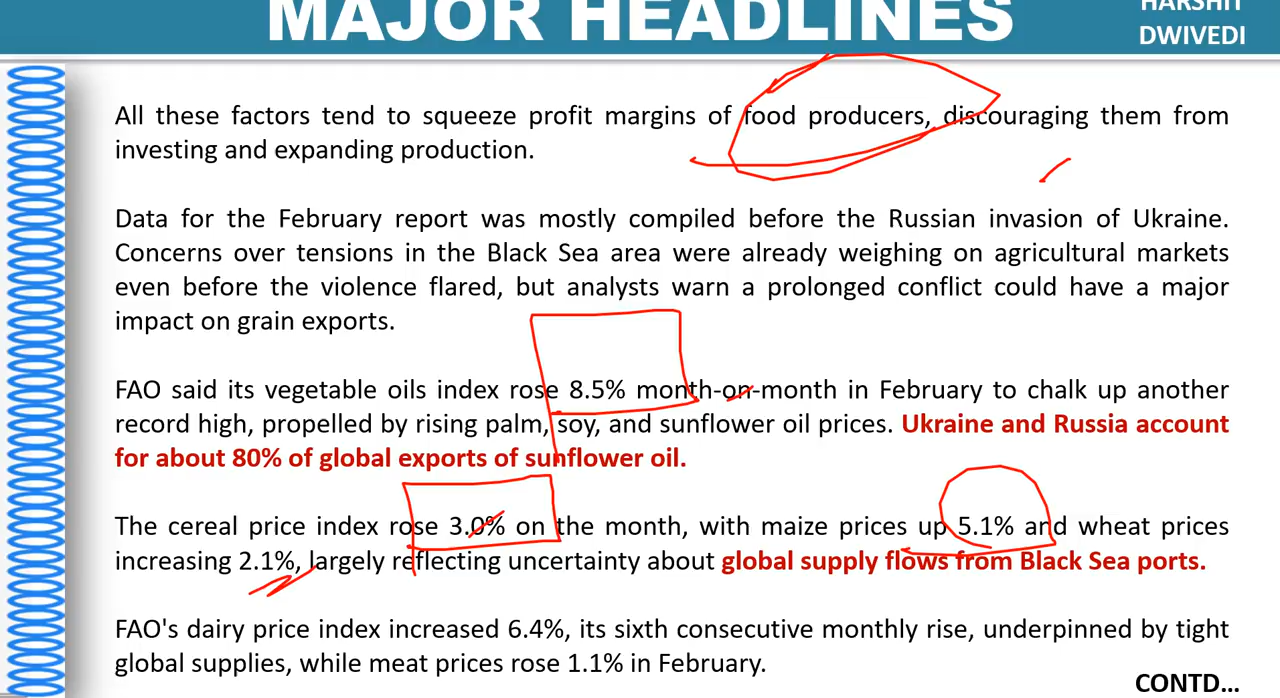 MAJOR HEADLINES
HARSHIT
DWIVEDI
All these factors tend to squeeze profit margins of food producers, discouraging them from
investing and expanding production.
Data for the February report was mostly compiled before the Russian invasion of Ukraine.
Concerns over tensions in the Black Sea area were already weighing on agricultural markets
even before the violence flared, but analysts warn a prolonged conflict could have a major
impact on grain exports.
FAO said its vegetable oils index rose 8.5% month-on-month in February to chalk up another
record high, propelled by rising palm, soy, and sunflower oil prices. Ukraine and Russia account
for about 80% of global exports of sunflower oil.
The cereal price index rose 3.0% on the month, with maize prices up 5.1% and wheat prices
increasing 2.1%, largely reflecting uncertainty about global supply flows from Black Sea ports.
FAO's dairy price index increased 6.4%, its sixth consecutive monthly rise, underpinned by tight
global supplies, while meat prices rose 1.1% in February.
CONTD...